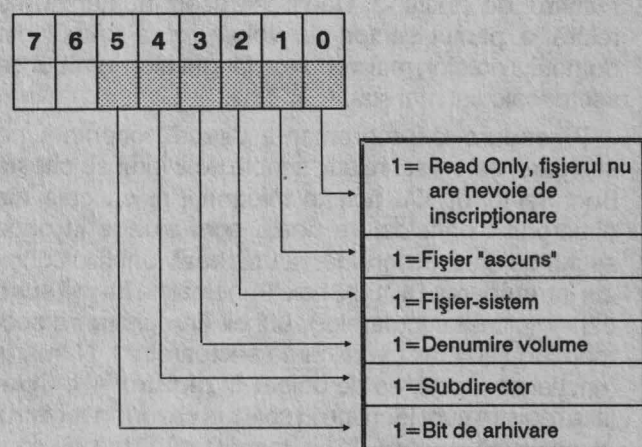 7 6 5 4 3 2 1 0
1= Read Only, fişierul nu
are nevoie de
inscripţionare
1=Fişier "ascuns"
1=Fişier-sistem
1=Denumire volume
1=Subdirector
1=Bit de arhivare